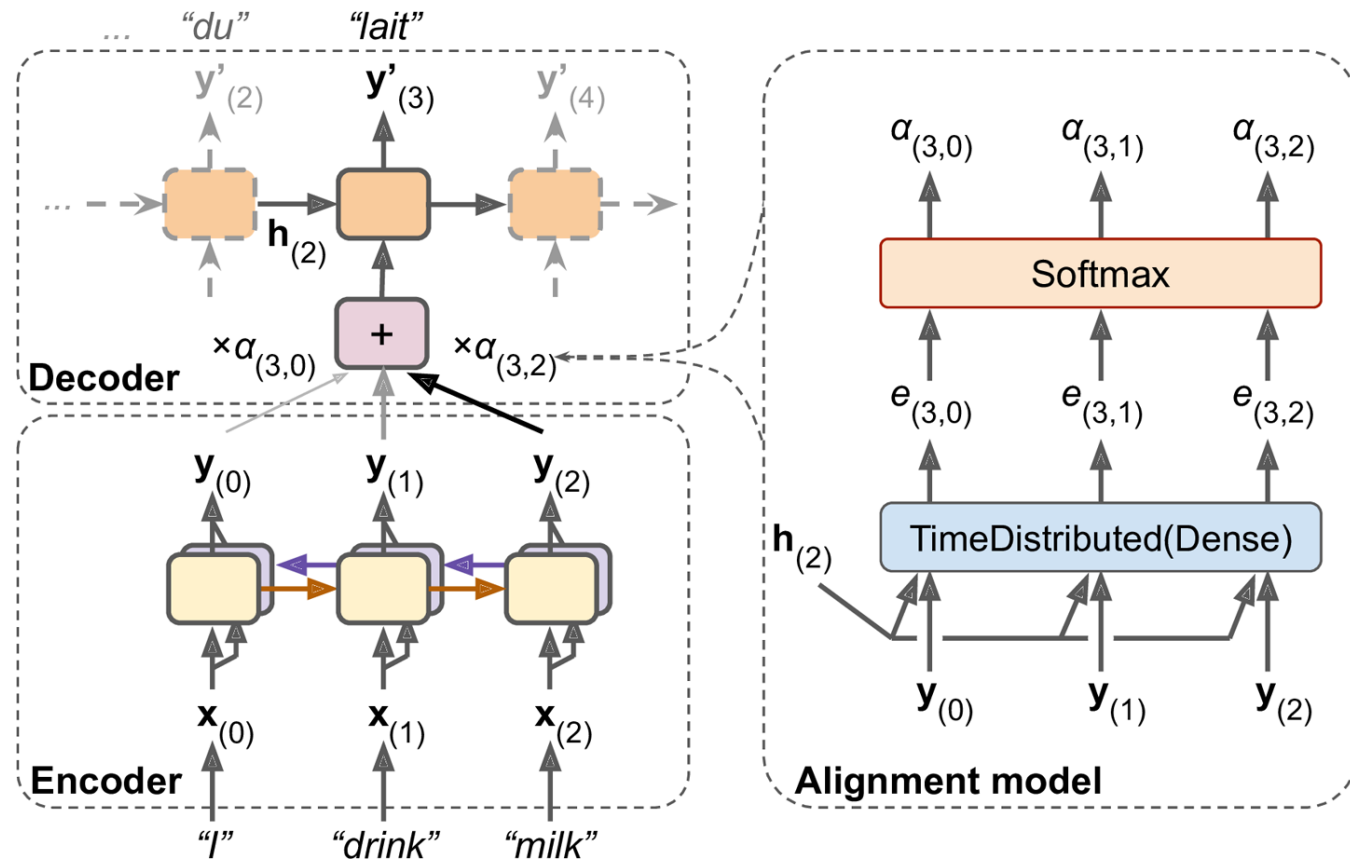 ... “du” “lait”
y’(2) y’(3) y’(4)
...
h(2)
+
×α(3,0) ×α(3,2)
Decoder
y(0) y(1) y(2)
x(0) x(1) x(2)
Encoder
“I” “drink” “milk”
α(3,0) α(3,1) α(3,2)
Softmax
e(3,0) e(3,1) e(3,2)
TimeDistributed(Dense)
h(2)
y(0) y(1) y(2)
Alignment model